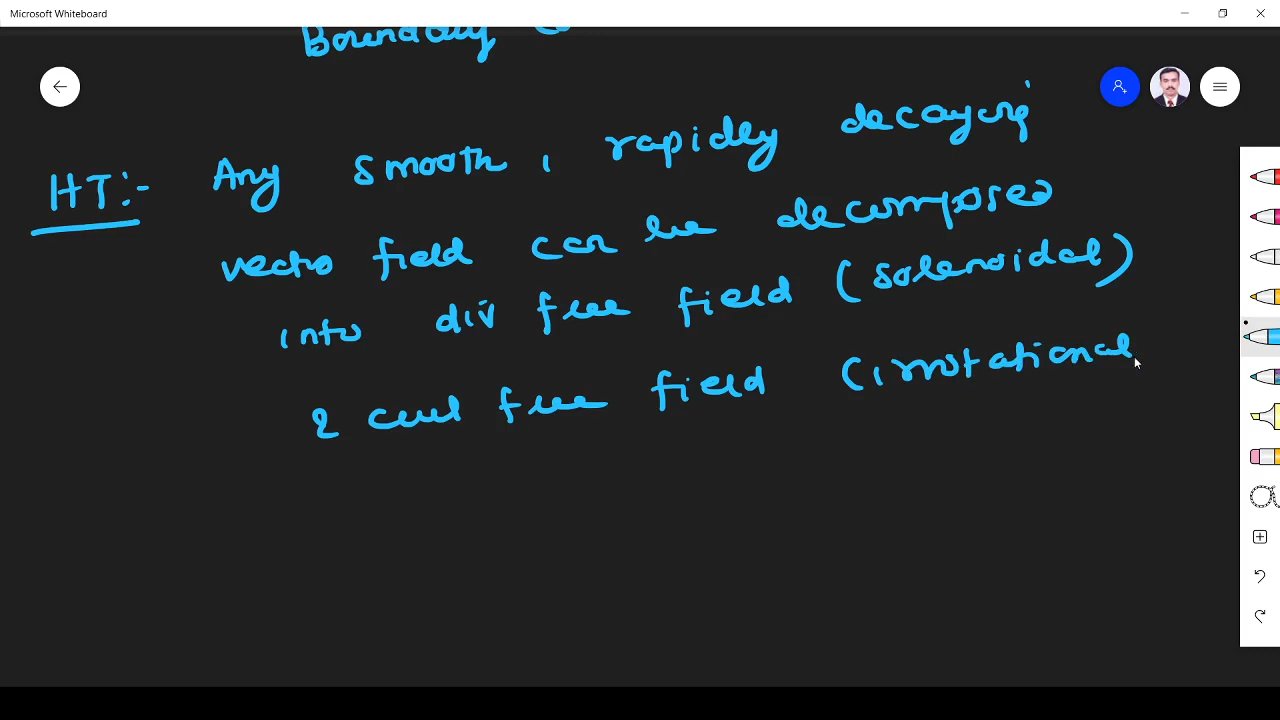 Microsoft Whiteboard
Boundary
HT:- Any smooth, rapidly decaying
vector field can be decomposed
into div free field (solenoidal)
& curl free field (irrotational